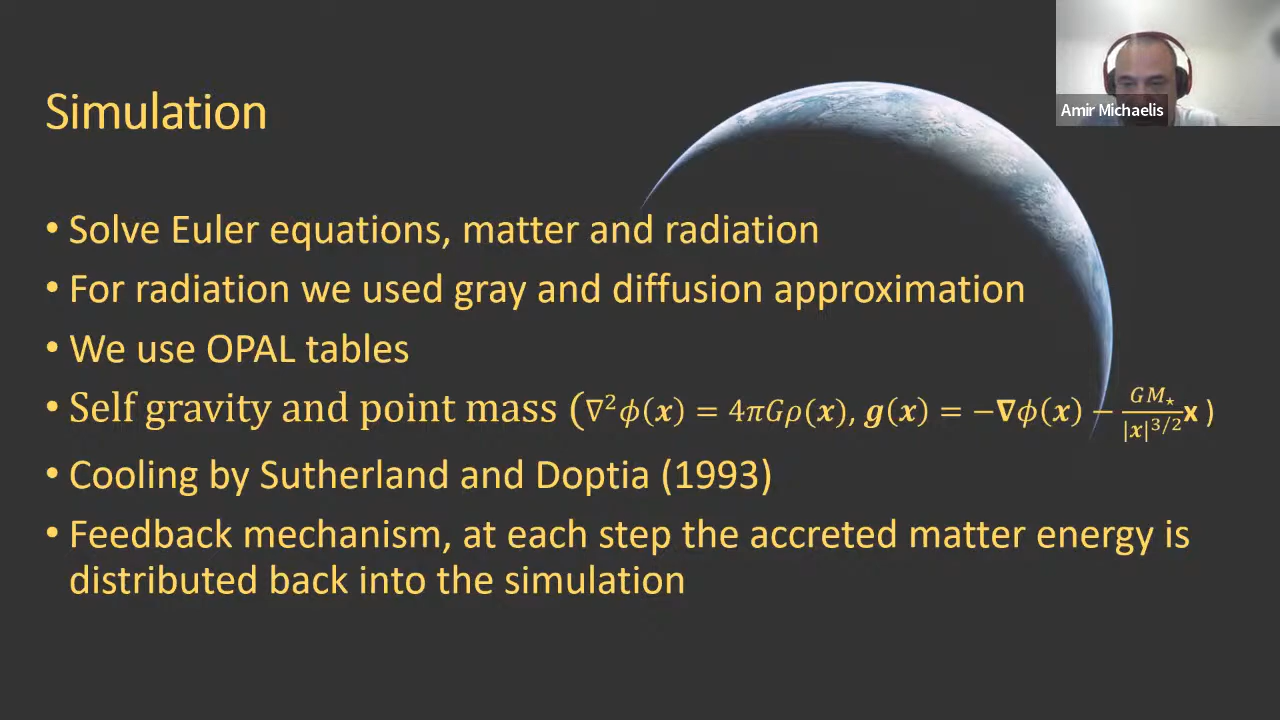 Amir Michaelis
Simulation
• Solve Euler equations, matter and radiation
• For radiation we used gray and diffusion approximation
• We use OPAL tables
• Self gravity and point mass (∇²ϕ(x) = 4πGρ(x), g(x) = −∇ϕ(x) − GM⋆/|x|^{3/2} x )
• Cooling by Sutherland and Doptia (1993)
• Feedback mechanism, at each step the accreted matter energy is
distributed back into the simulation